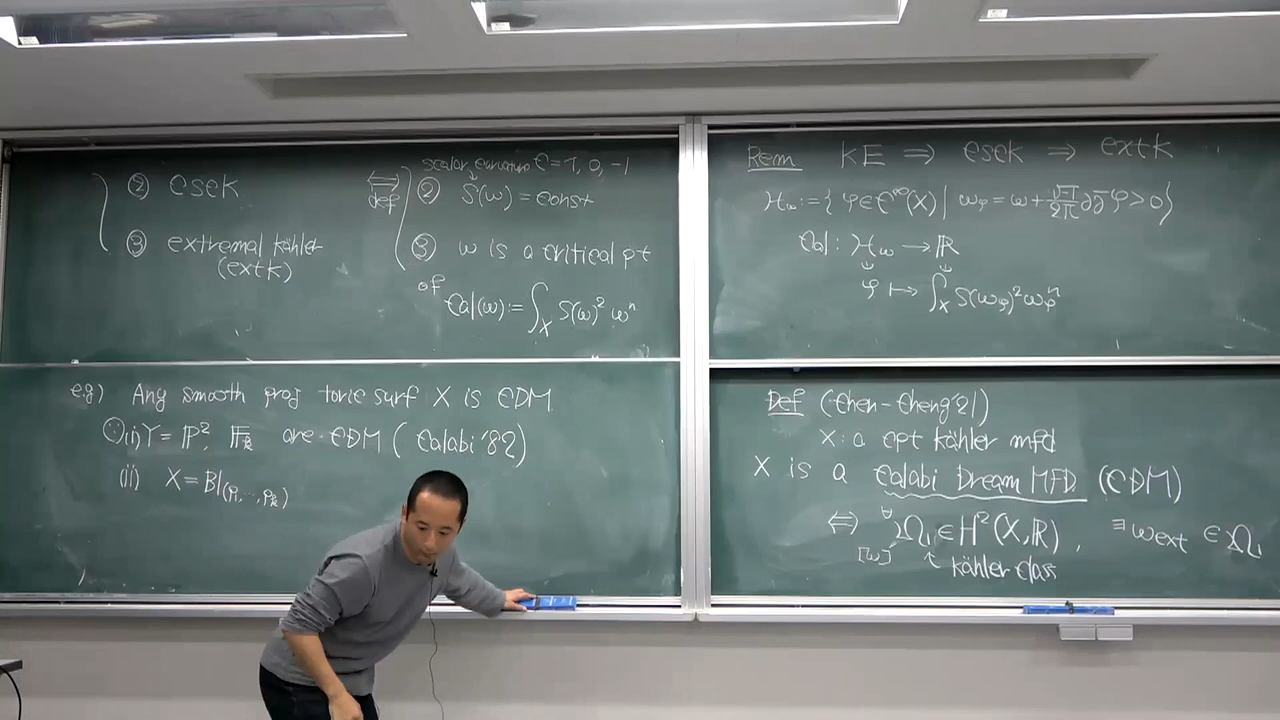 scalar curvature C = 1, 0, -1
② cscK ⇔ def ② S(ω) = const
③ extremal Kähler (extK)
③ ω is a critical pt
of Cal(ω) := ∫_X S(ω)² ωⁿ
e.g) Any smooth proj toric surf X is CDM
∵ (i) Y = ℙ², 𝔽_k are CDM (Calabi '82)
(ii) X = Bl_(p₁, …, p_k)
Rem KE ⇒ cscK ⇒ extK
ℋ_ω := { φ ∈ C^∞(X) | ω_φ = ω + √-1/2π ∂∂̄φ > 0 }
Cal : ℋ_ω → ℝ
φ ↦ ∫_X S(ω_φ)² ω_φⁿ
Def (Chen-Cheng '21)
X : a cpt Kähler mfd
X is a Calabi Dream MFD. (CDM)
⇔ ∀Ω ∈ H²(X, ℝ), ∃ω_ext ∈ Ω
[ω] ↑ Kähler class